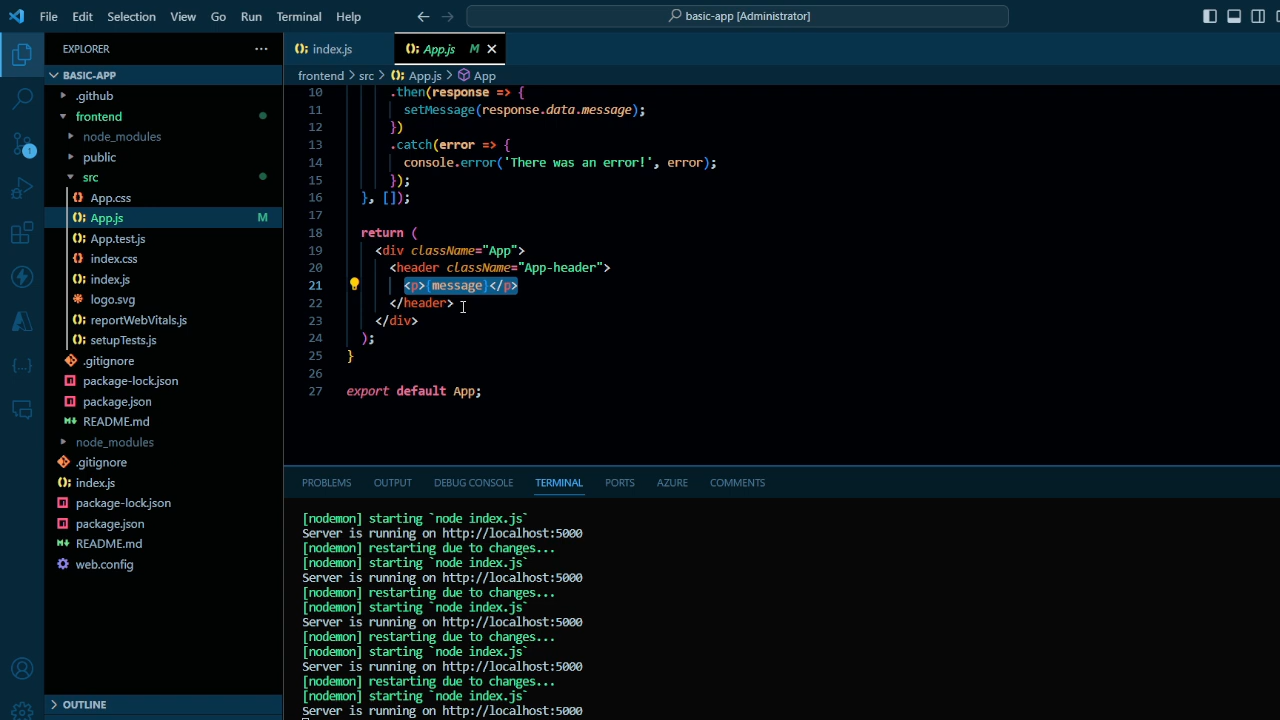 File Edit Selection View Go Run Terminal Help
basic-app [Administrator]
EXPLORER
BASIC-APP
.github
frontend
node_modules
public
src
App.css
App.js M
App.test.js
index.css
index.js
logo.svg
reportWebVitals.js
setupTests.js
.gitignore
package-lock.json
package.json
README.md
node_modules
.gitignore
index.js
package-lock.json
package.json
README.md
web.config
OUTLINE
index.js
App.js M
frontend > src > App.js > App
10 .then(response => {
11 setMessage(response.data.message);
12 })
13 .catch(error => {
14 console.error('There was an error!', error);
15 });
16 }, []);
17
18 return (
19 <div className="App">
20 <header className="App-header">
21 <p>{message}</p>
22 </header>
23 </div>
24 );
25 }
26
27 export default App;
PROBLEMS OUTPUT DEBUG CONSOLE TERMINAL PORTS AZURE COMMENTS
[nodemon] starting `node index.js`
Server is running on http://localhost:5000
[nodemon] restarting due to changes...
[nodemon] starting `node index.js`
Server is running on http://localhost:5000
[nodemon] restarting due to changes...
[nodemon] starting `node index.js`
Server is running on http://localhost:5000
[nodemon] restarting due to changes...
[nodemon] starting `node index.js`
Server is running on http://localhost:5000
[nodemon] restarting due to changes...
[nodemon] starting `node index.js`
Server is running on http://localhost:5000